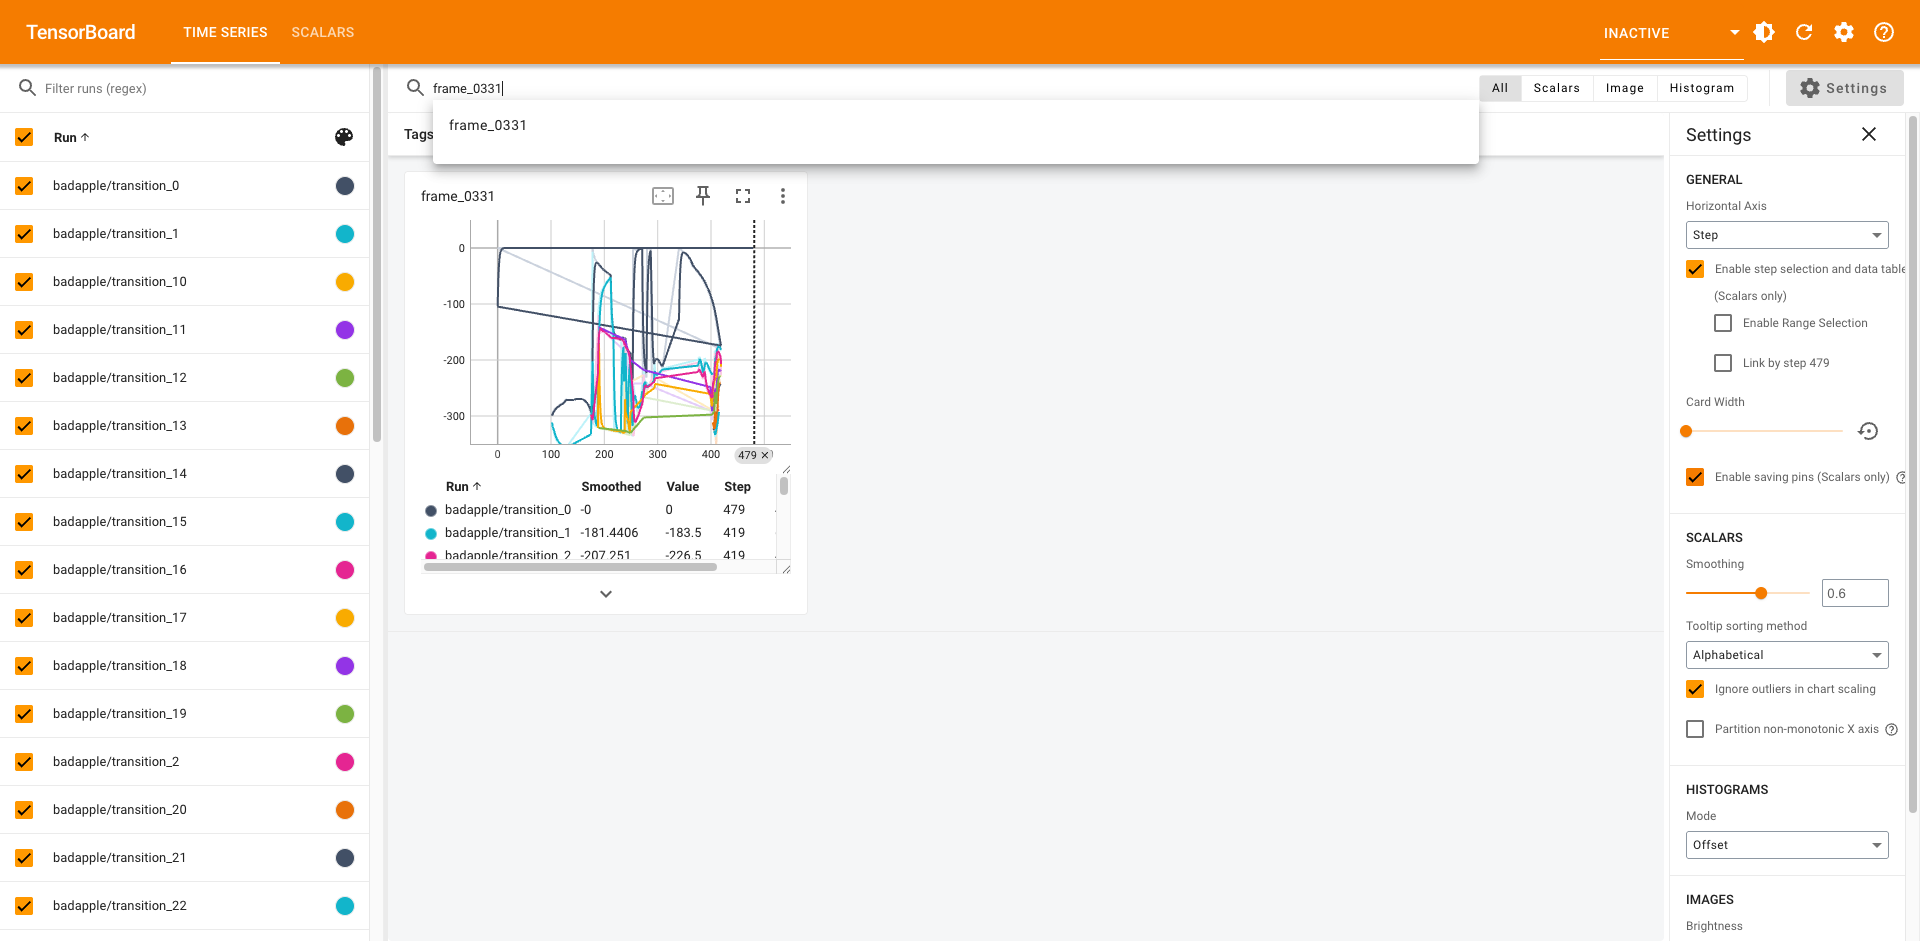 TensorBoard TIME SERIES SCALARS INACTIVE
Filter runs (regex)
frame_0331
All Scalars Image Histogram Settings
frame_0331
Run
Tags
badapple/transition_0
badapple/transition_1
badapple/transition_10
badapple/transition_11
badapple/transition_12
badapple/transition_13
badapple/transition_14
badapple/transition_15
badapple/transition_16
badapple/transition_17
badapple/transition_18
badapple/transition_19
badapple/transition_2
badapple/transition_20
badapple/transition_21
badapple/transition_22
frame_0331
0
-100
-200
-300
0 100 200 300 400 479
Run Smoothed Value Step
badapple/transition_0 -0 0 479
badapple/transition_1 -181.4406 -183.5 419
badapple/transition_2 -207.251 -226.5 419
Settings
GENERAL
Horizontal Axis
Step
Enable step selection and data table
(Scalars only)
Enable Range Selection
Link by step 479
Card Width
Enable saving pins (Scalars only)
SCALARS
Smoothing
0.6
Tooltip sorting method
Alphabetical
Ignore outliers in chart scaling
Partition non-monotonic X axis
HISTOGRAMS
Mode
Offset
IMAGES
Brightness